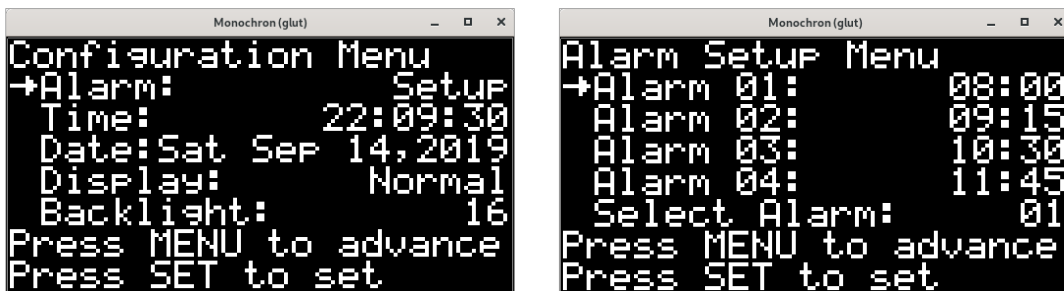 Monochron (glut)
Configuration Menu
Alarm: Setup
Time: 22:09:30
Date:Sat Sep 14,2019
Display: Normal
Backlight: 16
Press MENU to advance
Press SET to set
Monochron (glut)
Alarm Setup Menu
Alarm 01: 08:00
Alarm 02: 09:15
Alarm 03: 10:30
Alarm 04: 11:45
Select Alarm: 01
Press MENU to advance
Press SET to set